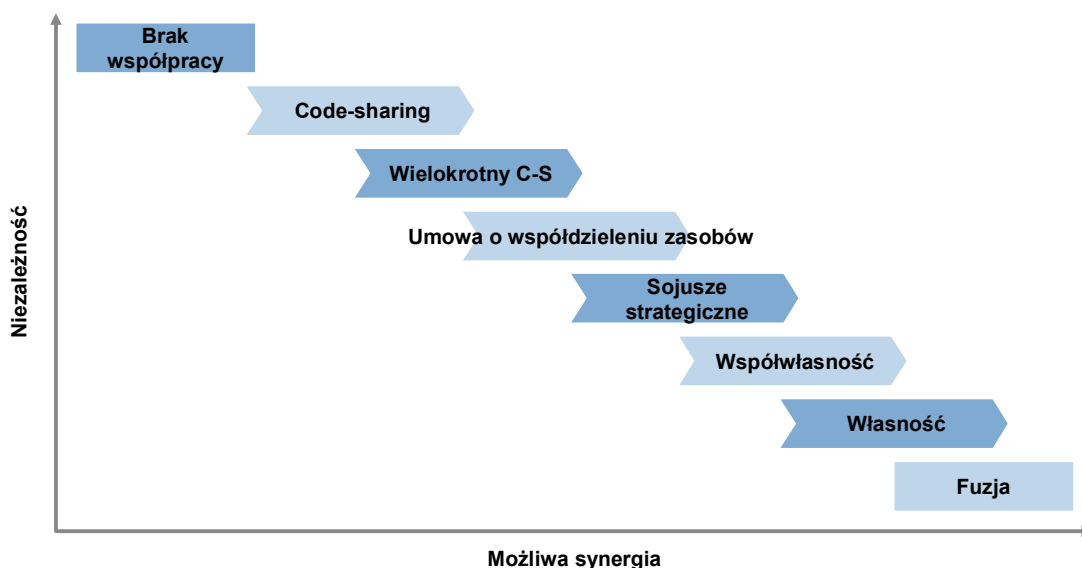 Brak
współpracy
Code-sharing
Wielokrotny C-S
Umowa o współdzieleniu zasobów
Sojusze
strategiczne
Współwłasność
Własność
Fuzja
Niezależność
Możliwa synergia